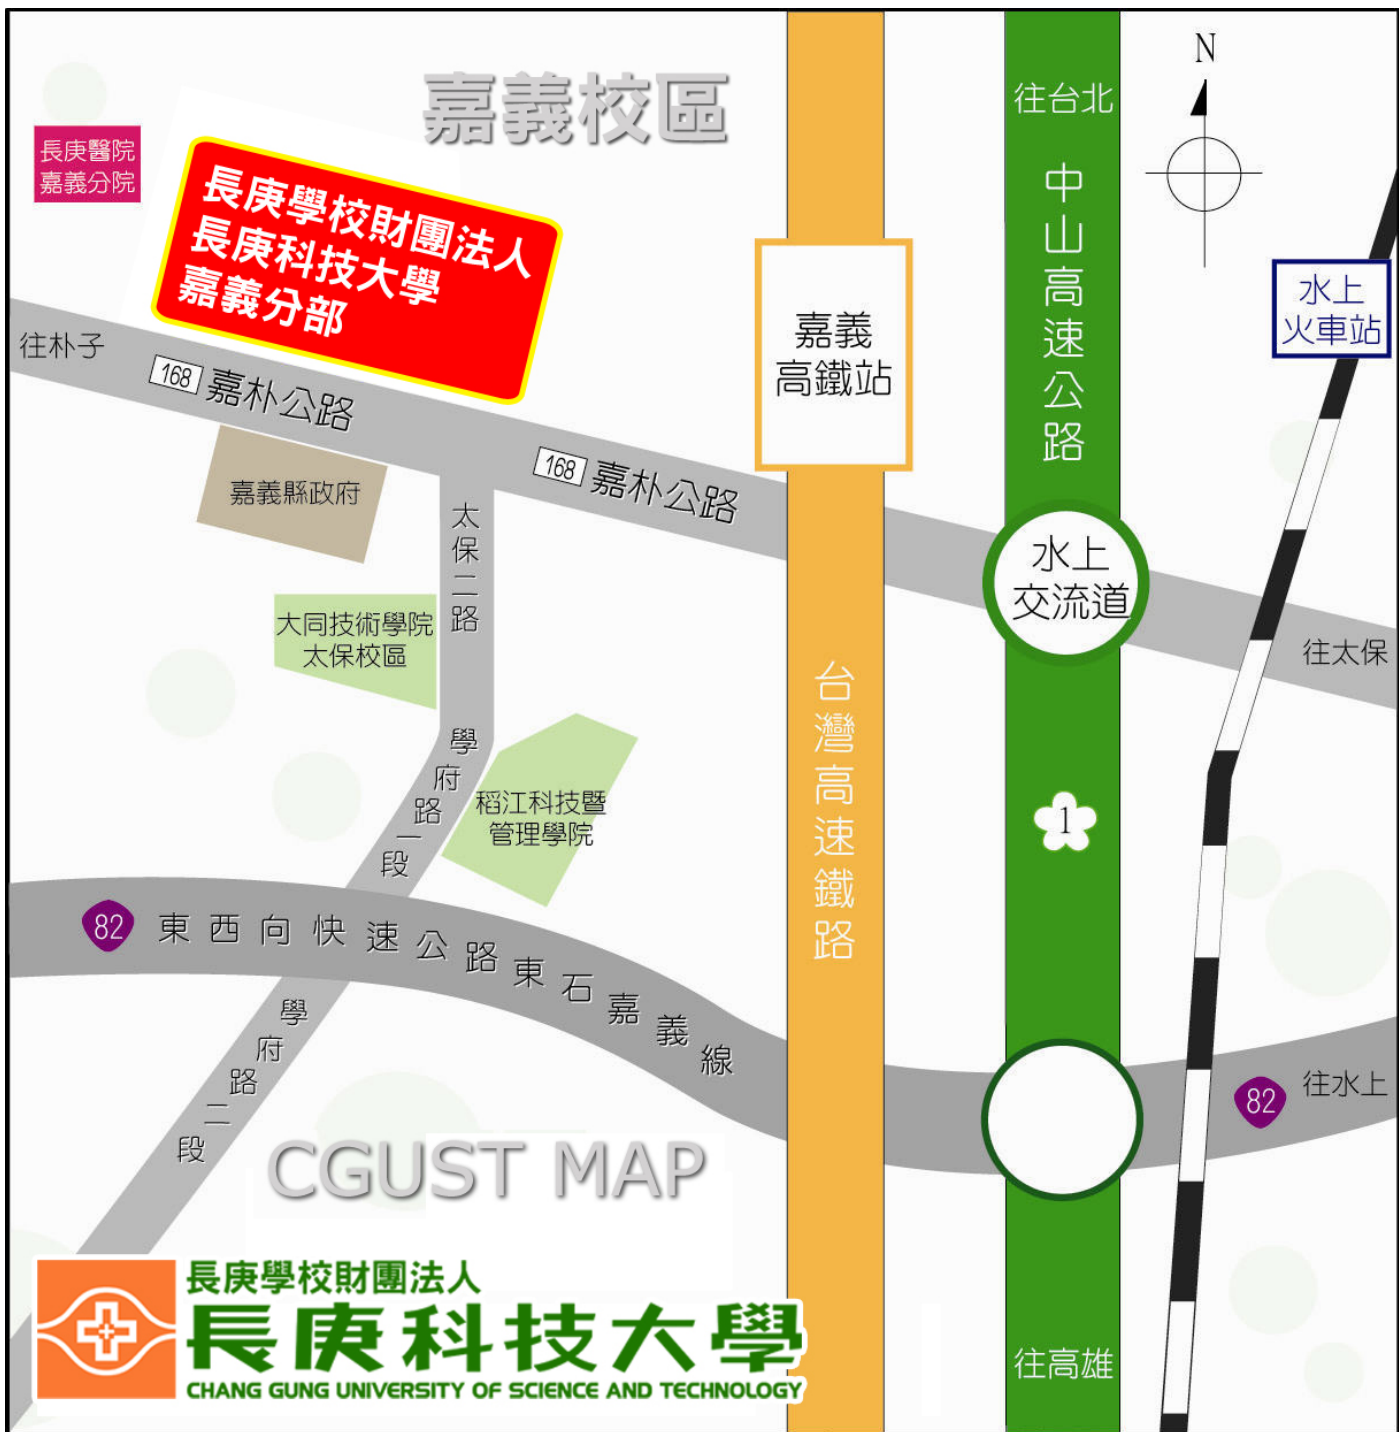 嘉義校區
N
往台北
長庚醫院
嘉義分院
長庚學校財團法人
長庚科技大學
嘉義分部
中山高速公路
水上
火車站
嘉義
高鐵站
往朴子
168 嘉朴公路
168 嘉朴公路
嘉義縣政府
太保二路
水上
交流道
大同技術學院
太保校區
往太保
台灣高速鐵路
學府路一段
稻江科技暨
管理學院
1
82 東西向快速公路東石嘉義線
學府路二段
82 往水上
CGUST MAP
長庚學校財團法人
長庚科技大學
CHANG GUNG UNIVERSITY OF SCIENCE AND TECHNOLOGY
往高雄